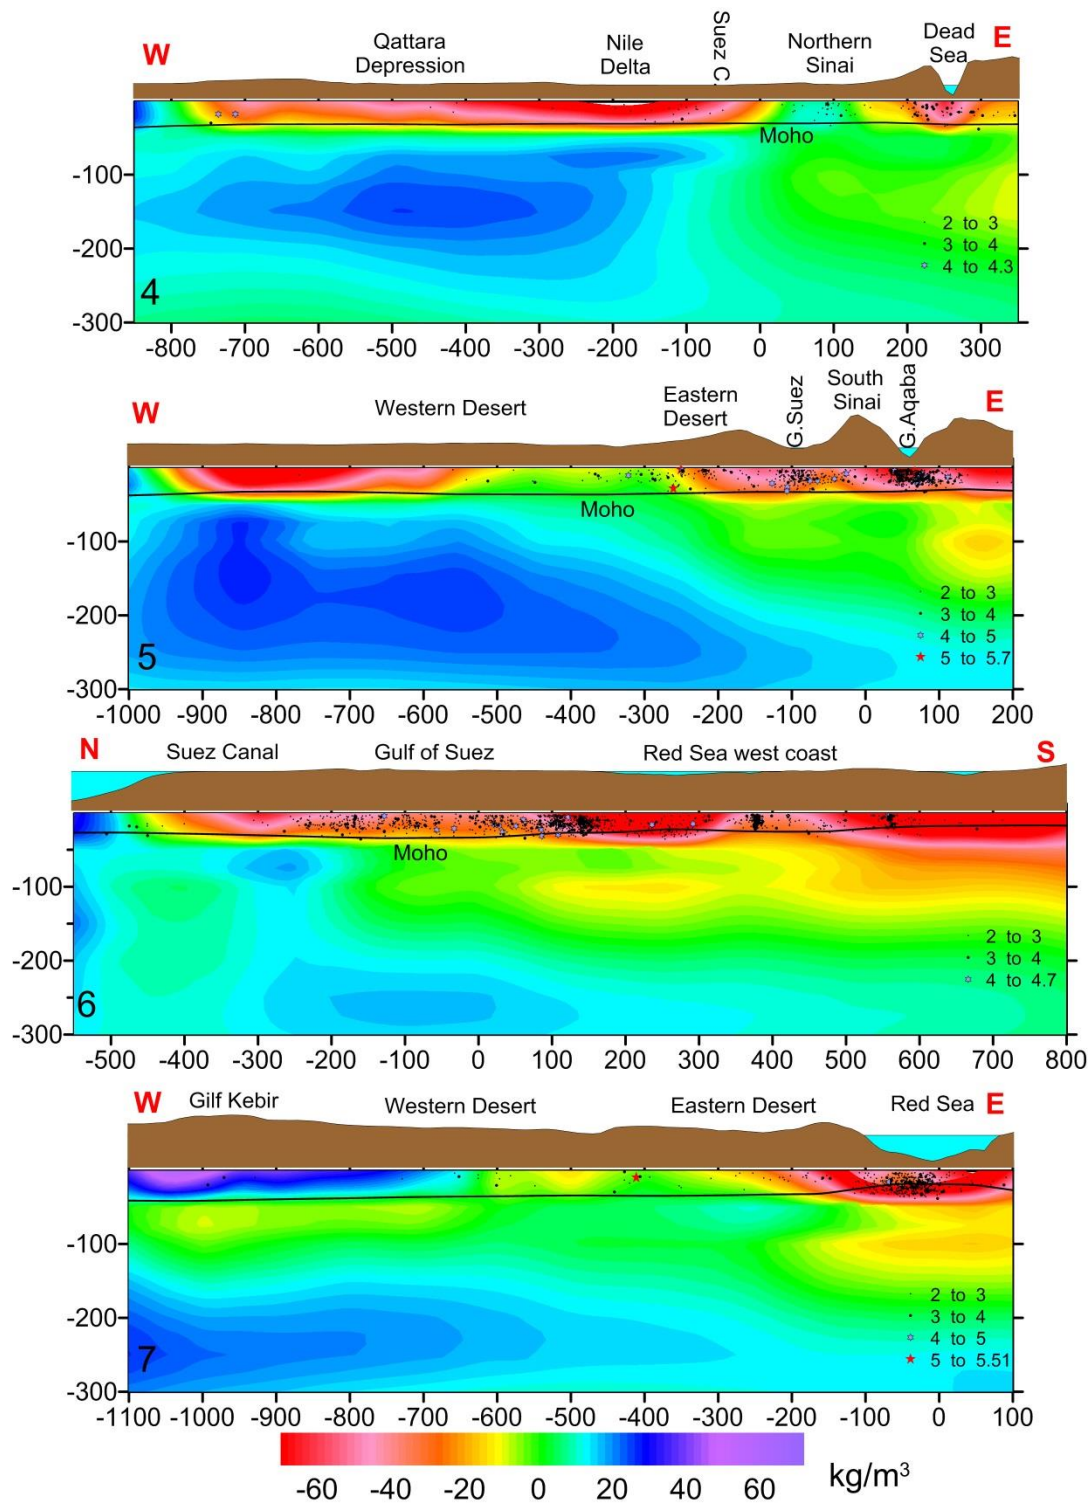 W
Qattara
Depression
Nile
Delta
Suez C
Northern
Sinai
Dead
Sea
E
Moho
-100
-200
-300
2 to 3
3 to 4
4 to 4.3
4
-800 -700 -600 -500 -400 -300 -200 -100 0 100 200 300
W
Western Desert
Eastern
Desert
G.Suez
South
Sinai
G.Aqaba
E
Moho
-100
-200
-300
2 to 3
3 to 4
4 to 5
5 to 5.7
5
-1000 -900 -800 -700 -600 -500 -400 -300 -200 -100 0 100 200
N
Suez Canal
Gulf of Suez
Red Sea west coast
S
Moho
-100
-200
-300
2 to 3
3 to 4
4 to 4.7
6
-500 -400 -300 -200 -100 0 100 200 300 400 500 600 700 800
W
Gilf Kebir
Western Desert
Eastern Desert
Red Sea
E
-100
-200
-300
2 to 3
3 to 4
4 to 5
5 to 5.51
7
-1100 -1000 -900 -800 -700 -600 -500 -400 -300 -200 -100 0 100
-60 -40 -20 0 20 40 60
kg/m³